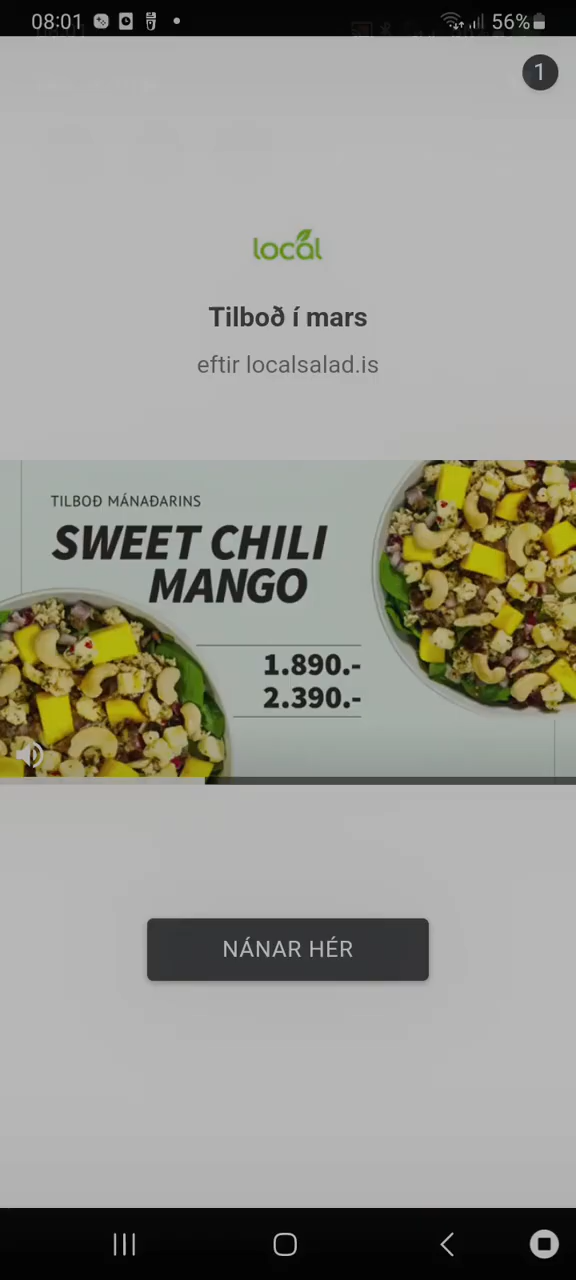 08:01
56%
1
local
Tilboð í mars
eftir localsalad.is
TILBOÐ MÁNAÐARINS
SWEET CHILI
MANGO
1.890.-
2.390.-
NÁNAR HÉR